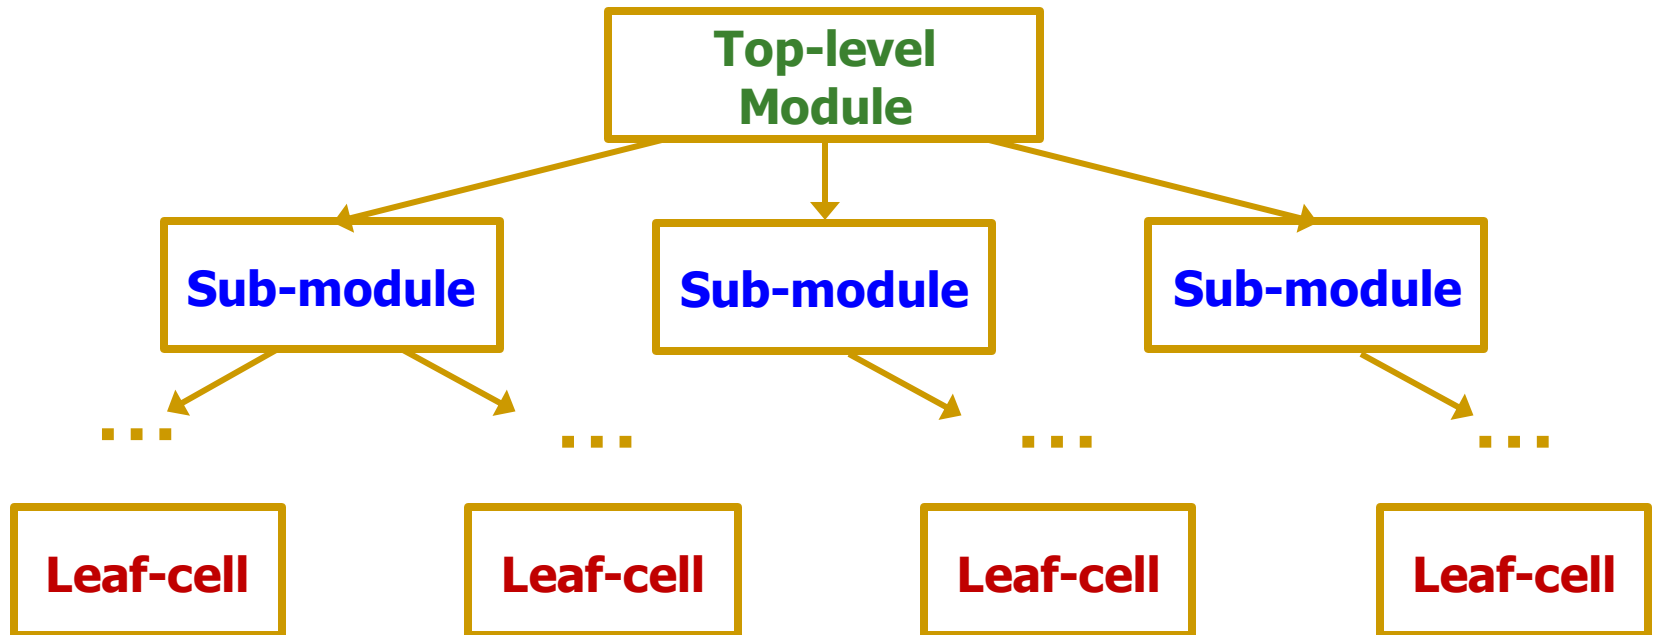 Top-level
Module
Sub-module
Sub-module
Sub-module
...
...
...
...
Leaf-cell
Leaf-cell
Leaf-cell
Leaf-cell